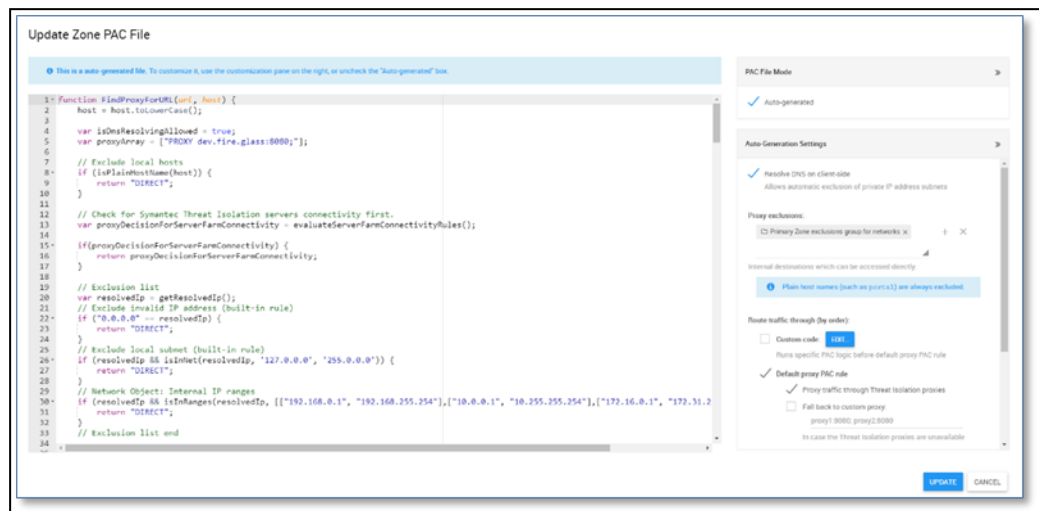 Update Zone PAC File
This is a auto-generated file. To customize it, use the customization pane on the right, or uncheck the "Auto-generated" box.
1 function FindProxyForURL(url, host) {
2 host = host.toLowerCase();
3
4 var isDnsResolvingAllowed = true;
5 var proxyArray = ["PROXY dev.fire.glass:8080;"];
6
7 // Exclude local hosts
8 if (isPlainHostName(host)) {
9 return "DIRECT";
10 }
11
12 // Check for Symantec Threat Isolation servers connectivity first.
13 var proxyDecisionForServerFarmConnectivity = evaluateServerFarmConnectivityRules();
14
15 if(proxyDecisionForServerFarmConnectivity) {
16 return proxyDecisionForServerFarmConnectivity;
17 }
18
19 // Exclusion list
20 var resolvedIp = getResolvedIp();
21 // Exclude invalid IP address (built-in rule)
22 if ("0.0.0.0" == resolvedIp) {
23 return "DIRECT";
24 }
25 // Exclude local subnet (built-in rule)
26 if (resolvedIp && isInNet(resolvedIp, '127.0.0.0', '255.0.0.0')) {
27 return "DIRECT";
28 }
29 // Network Object: Internal IP ranges
30 if (resolvedIp && isInRanges(resolvedIp, [["192.168.0.1", "192.168.255.254"],["10.0.0.1", "10.255.255.254"],["172.16.0.1", "172.31.2
31 return "DIRECT";
32 }
33 // Exclusion list end
34
PAC File Mode
Auto-generated
Auto-Generation Settings
Resolve DNS on client-side
Allows automatic exclusion of private IP address subnets
Proxy exclusions:
Primary Zone exclusions group for networks ×
Internal destinations which can be accessed directly
Plain host names (such as portal) are always excluded
Route traffic through (by order):
Custom code: EDIT...
Runs specific PAC logic before default proxy PAC rule
Default proxy PAC rule
Proxy traffic through Threat Isolation proxies
Fall back to custom proxy
proxy1:8080; proxy2:8080
In case the Threat Isolation proxies are unavailable
UPDATE CANCEL